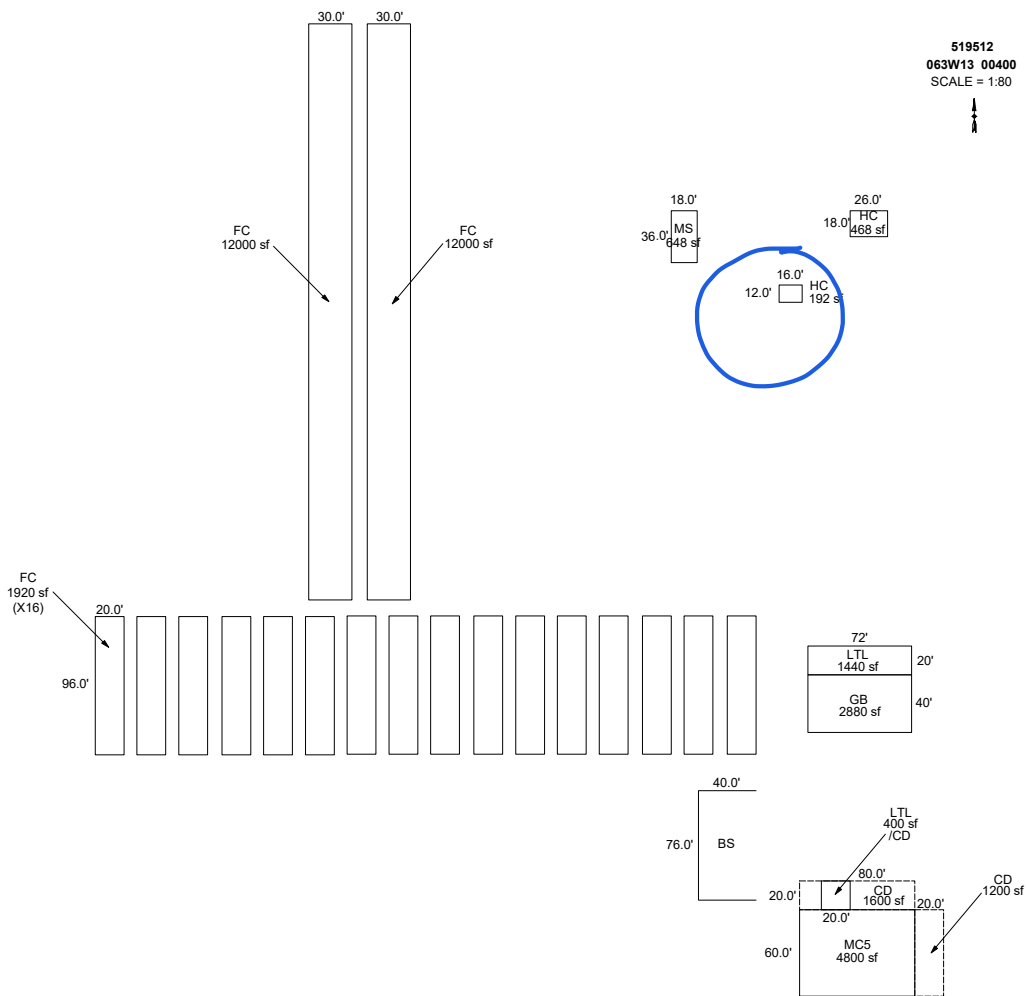 30.0' 30.0'
519512
063W13 00400
SCALE = 1:80
FC
12000 sf
FC
12000 sf
18.0'
36.0'
MS
648 sf
26.0'
18.0'
HC
468 sf
16.0'
12.0'
HC
192 sf
FC
1920 sf
(X16)
20.0'
96.0'
72'
LTL
1440 sf
20'
GB
2880 sf
40'
40.0'
76.0'
BS
LTL
400 sf
/CD
80.0'
20.0'
CD
1600 sf
20.0'
CD
1200 sf
20.0'
60.0'
MC5
4800 sf